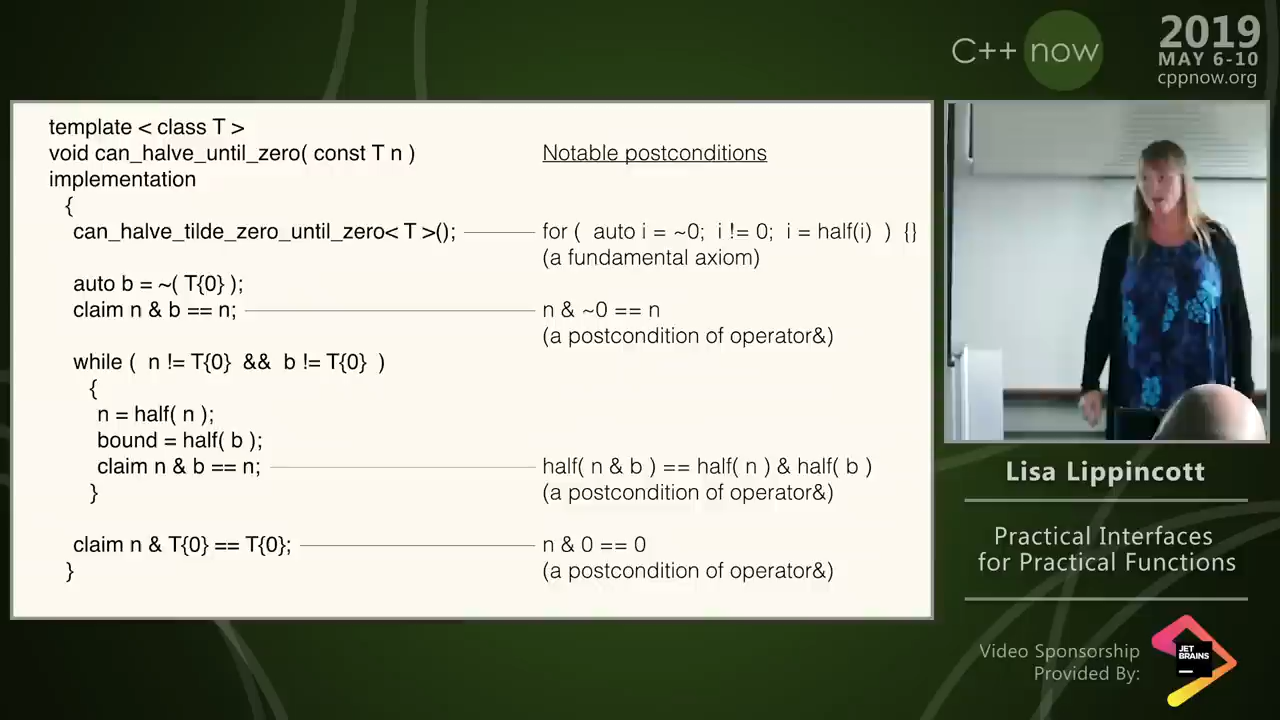 C++ now
2019
MAY 6-10
cppnow.org
template < class T >
void can_halve_until_zero( const T n )
implementation
{
can_halve_tilde_zero_until_zero< T >();
auto b = ~( T{0} );
claim n & b == n;
while ( n != T{0} && b != T{0} )
{
n = half( n );
bound = half( b );
claim n & b == n;
}
claim n & T{0} == T{0};
}
Notable postconditions
for ( auto i = ~0; i != 0; i = half(i) ) {}
(a fundamental axiom)
n & ~0 == n
(a postcondition of operator&)
half( n & b ) == half( n ) & half( b )
(a postcondition of operator&)
n & 0 == 0
(a postcondition of operator&)
Lisa Lippincott
Practical Interfaces
for Practical Functions
Video Sponsorship
Provided By:
JET
BRAINS